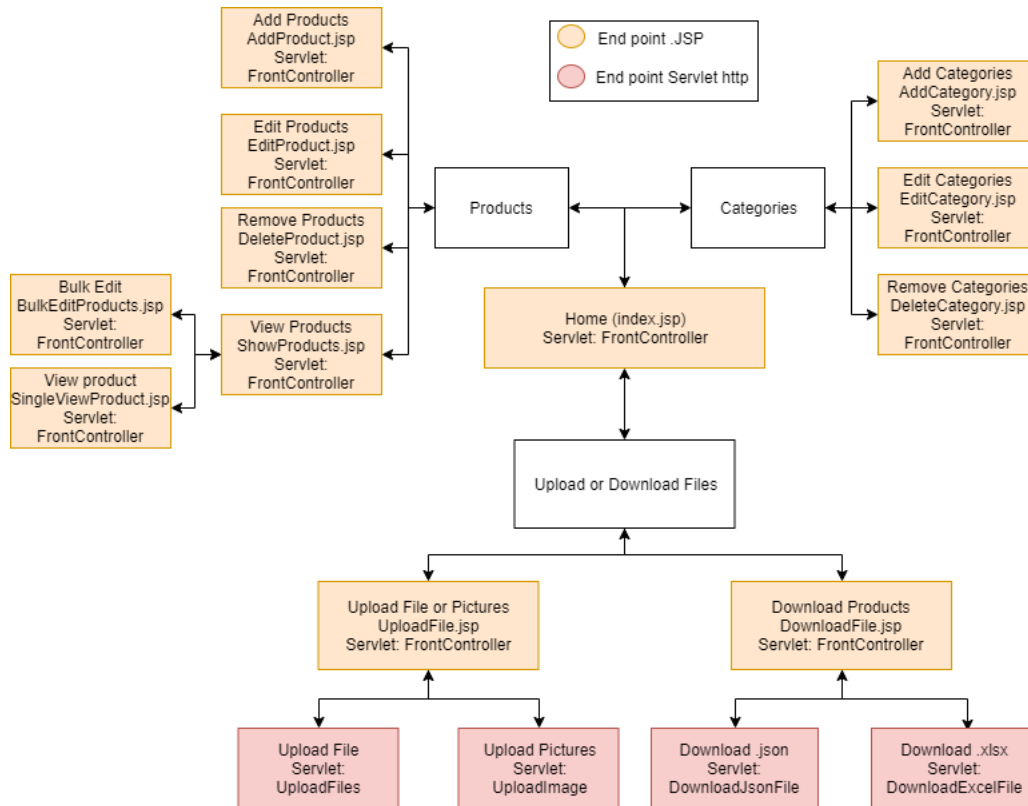 Add Products
AddProduct.jsp
Servlet:
FrontController
End point .JSP
End point Servlet http
Add Categories
AddCategory.jsp
Servlet:
FrontController
Edit Products
EditProduct.jsp
Servlet:
FrontController
Products
Categories
Edit Categories
EditCategory.jsp
Servlet:
FrontController
Remove Products
DeleteProduct.jsp
Servlet:
FrontController
Bulk Edit
BulkEditProducts.jsp
Servlet:
FrontController
View Products
ShowProducts.jsp
Servlet:
FrontController
Home (index.jsp)
Servlet: FrontController
Remove Categories
DeleteCategory.jsp
Servlet:
FrontController
View product
SingleViewProduct.jsp
Servlet:
FrontController
Upload or Download Files
Upload File or Pictures
UploadFile.jsp
Servlet: FrontController
Download Products
DownloadFile.jsp
Servlet: FrontController
Upload File
Servlet:
UploadFiles
Upload Pictures
Servlet:
UploadImage
Download .json
Servlet:
DownloadJsonFile
Download .xlsx
Servlet:
DownloadExcelFile